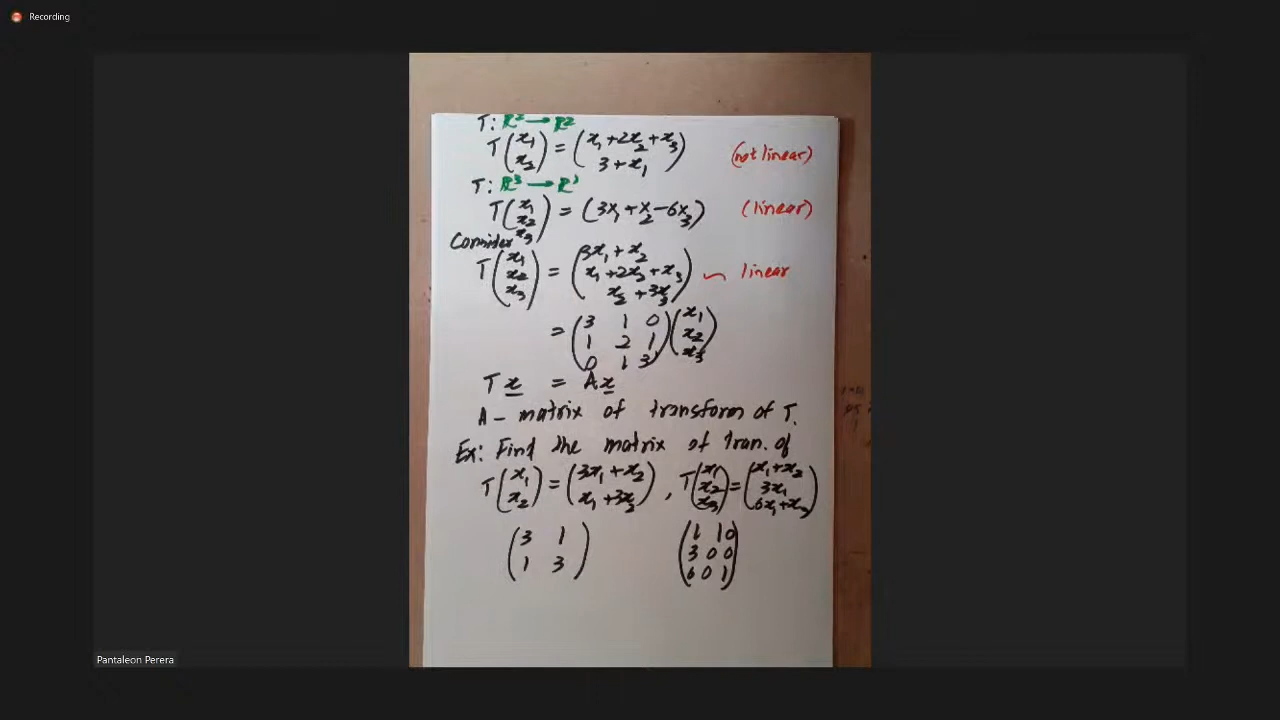 Recording
T: R² → R²
T(x₁ x₂) = (x₁ + 2x₂ + x₃ 3 + x₁) (not linear)
T: R³ → R¹
T(x₁ x₂ x₃) = (3x₁ + x₂ - 6x₃) (linear)
Consider
T(x₁ x₂ x₃) = (3x₁ + x₂ x₁ + 2x₂ + x₃ x₂ + 3x₃) ~ linear
= (3 1 0 1 2 1 0 1 3)(x₁ x₂ x₃)
T x = A x
A - matrix of transform of T.
Ex: Find the matrix of tran. of
T(x₁ x₂) = (3x₁ + x₂ x₁ + 3x₂), T(x₁ x₂ x₃) = (x₁ + x₂ 3x₁ 6x₁ + x₃)
(3 1 1 3) (1 1 0 3 0 0 6 0 1)
Pantaleon Perera